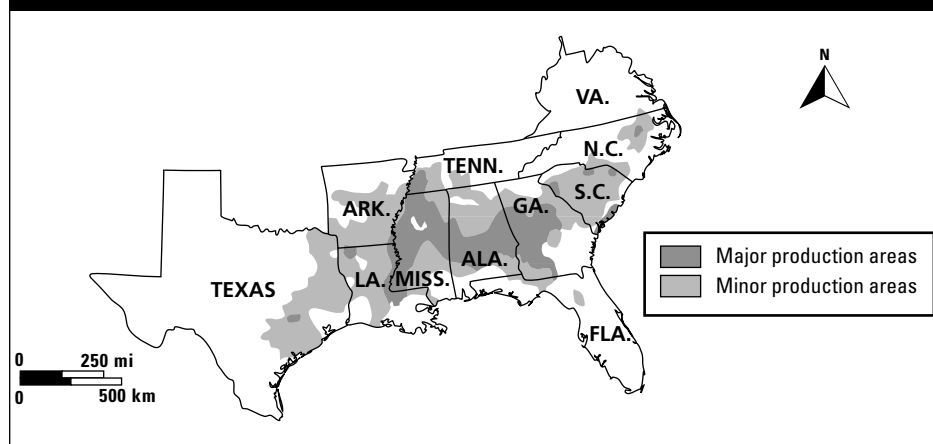 N
VA.
N.C.
TENN.
S.C.
ARK.
GA.
ALA.
LA.
MISS.
TEXAS
FLA.
Major production areas
Minor production areas
0 250 mi
0 500 km